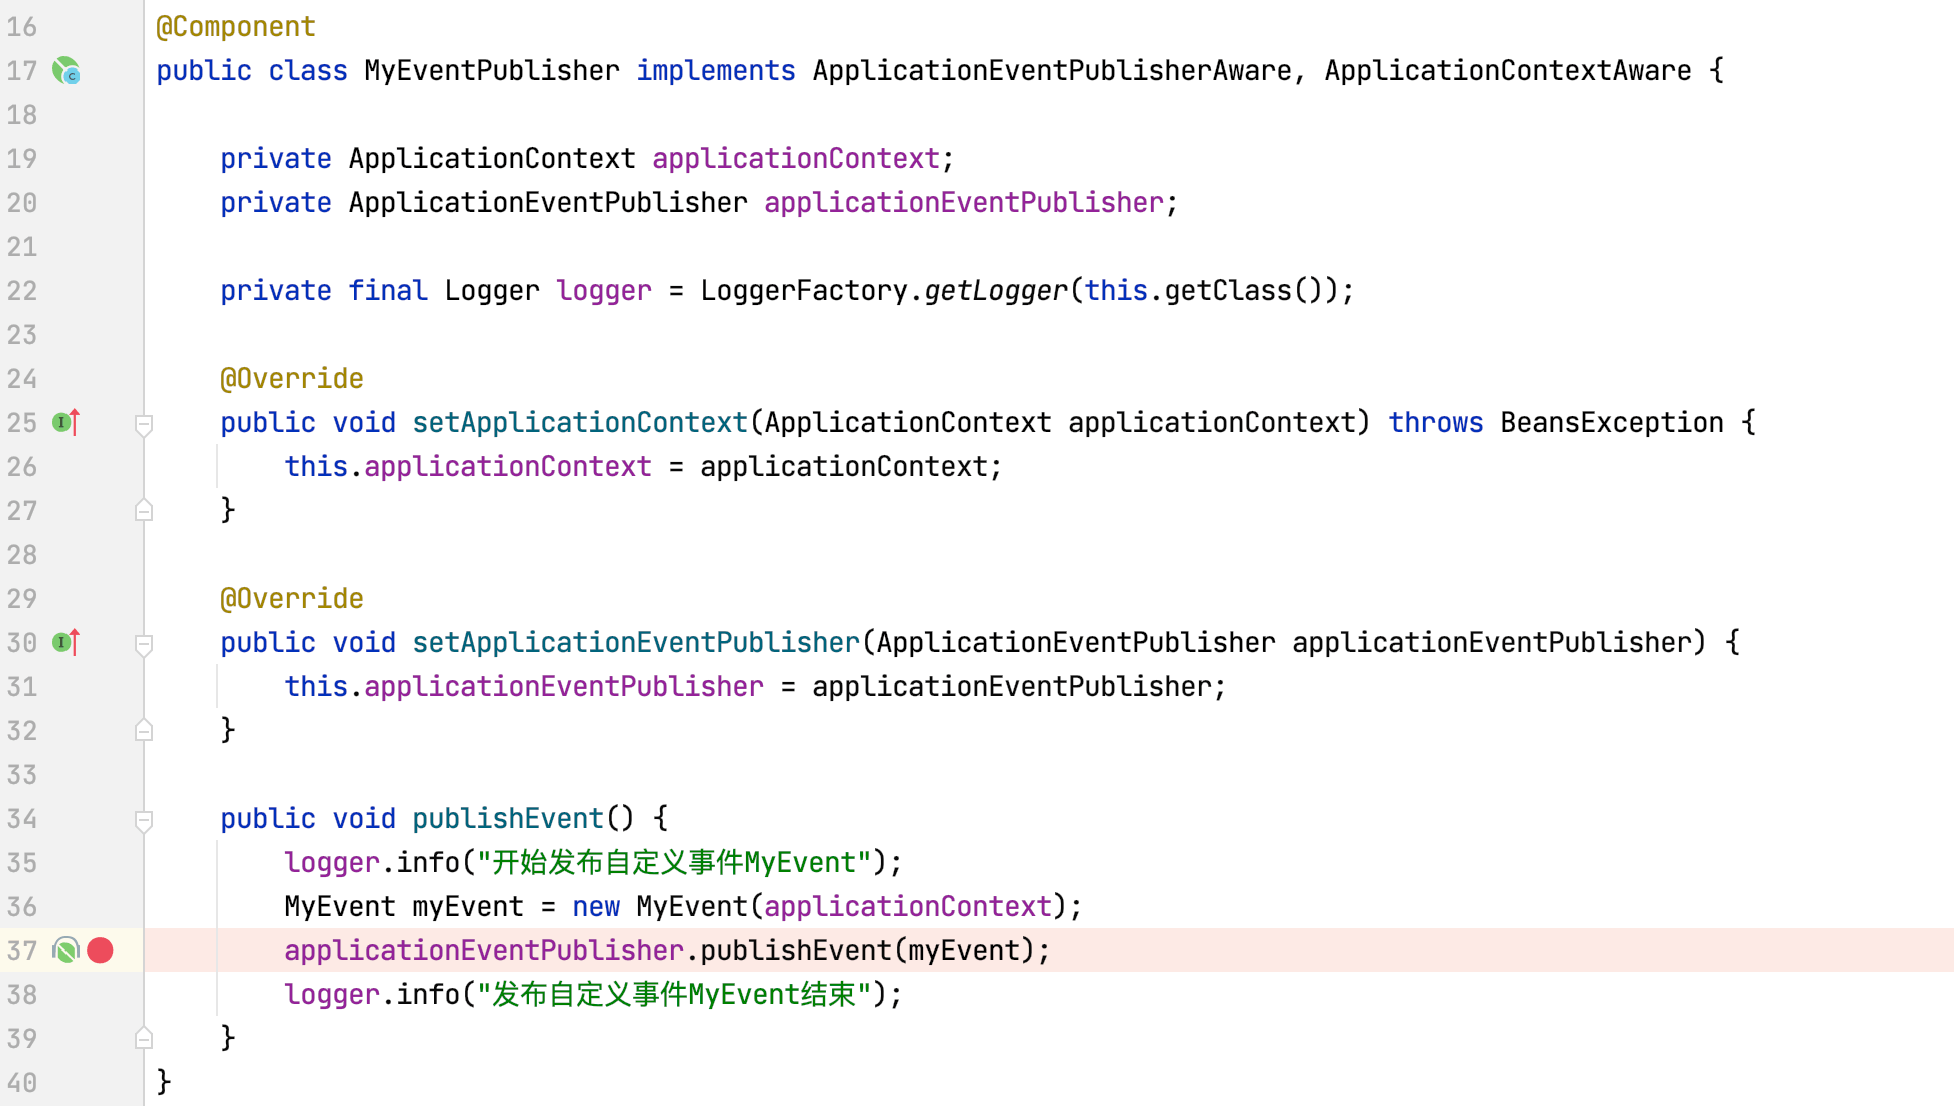 16 @Component
17 public class MyEventPublisher implements ApplicationEventPublisherAware, ApplicationContextAware {
18
19 private ApplicationContext applicationContext;
20 private ApplicationEventPublisher applicationEventPublisher;
21
22 private final Logger logger = LoggerFactory.getLogger(this.getClass());
23
24 @Override
25 public void setApplicationContext(ApplicationContext applicationContext) throws BeansException {
26 this.applicationContext = applicationContext;
27 }
28
29 @Override
30 public void setApplicationEventPublisher(ApplicationEventPublisher applicationEventPublisher) {
31 this.applicationEventPublisher = applicationEventPublisher;
32 }
33
34 public void publishEvent() {
35 logger.info("开始发布自定义事件MyEvent");
36 MyEvent myEvent = new MyEvent(applicationContext);
37 applicationEventPublisher.publishEvent(myEvent);
38 logger.info("发布自定义事件MyEvent结束");
39 }
40 }